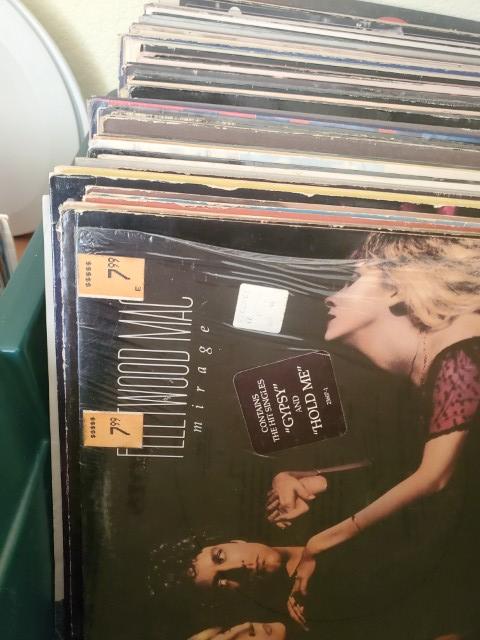 $$$$$
7.99
E
FLEETWOOD MAC
mirage
$$$$$
7.99
CONTAINS
THE HIT SINGLES
"GYPSY"
AND
"HOLD ME"